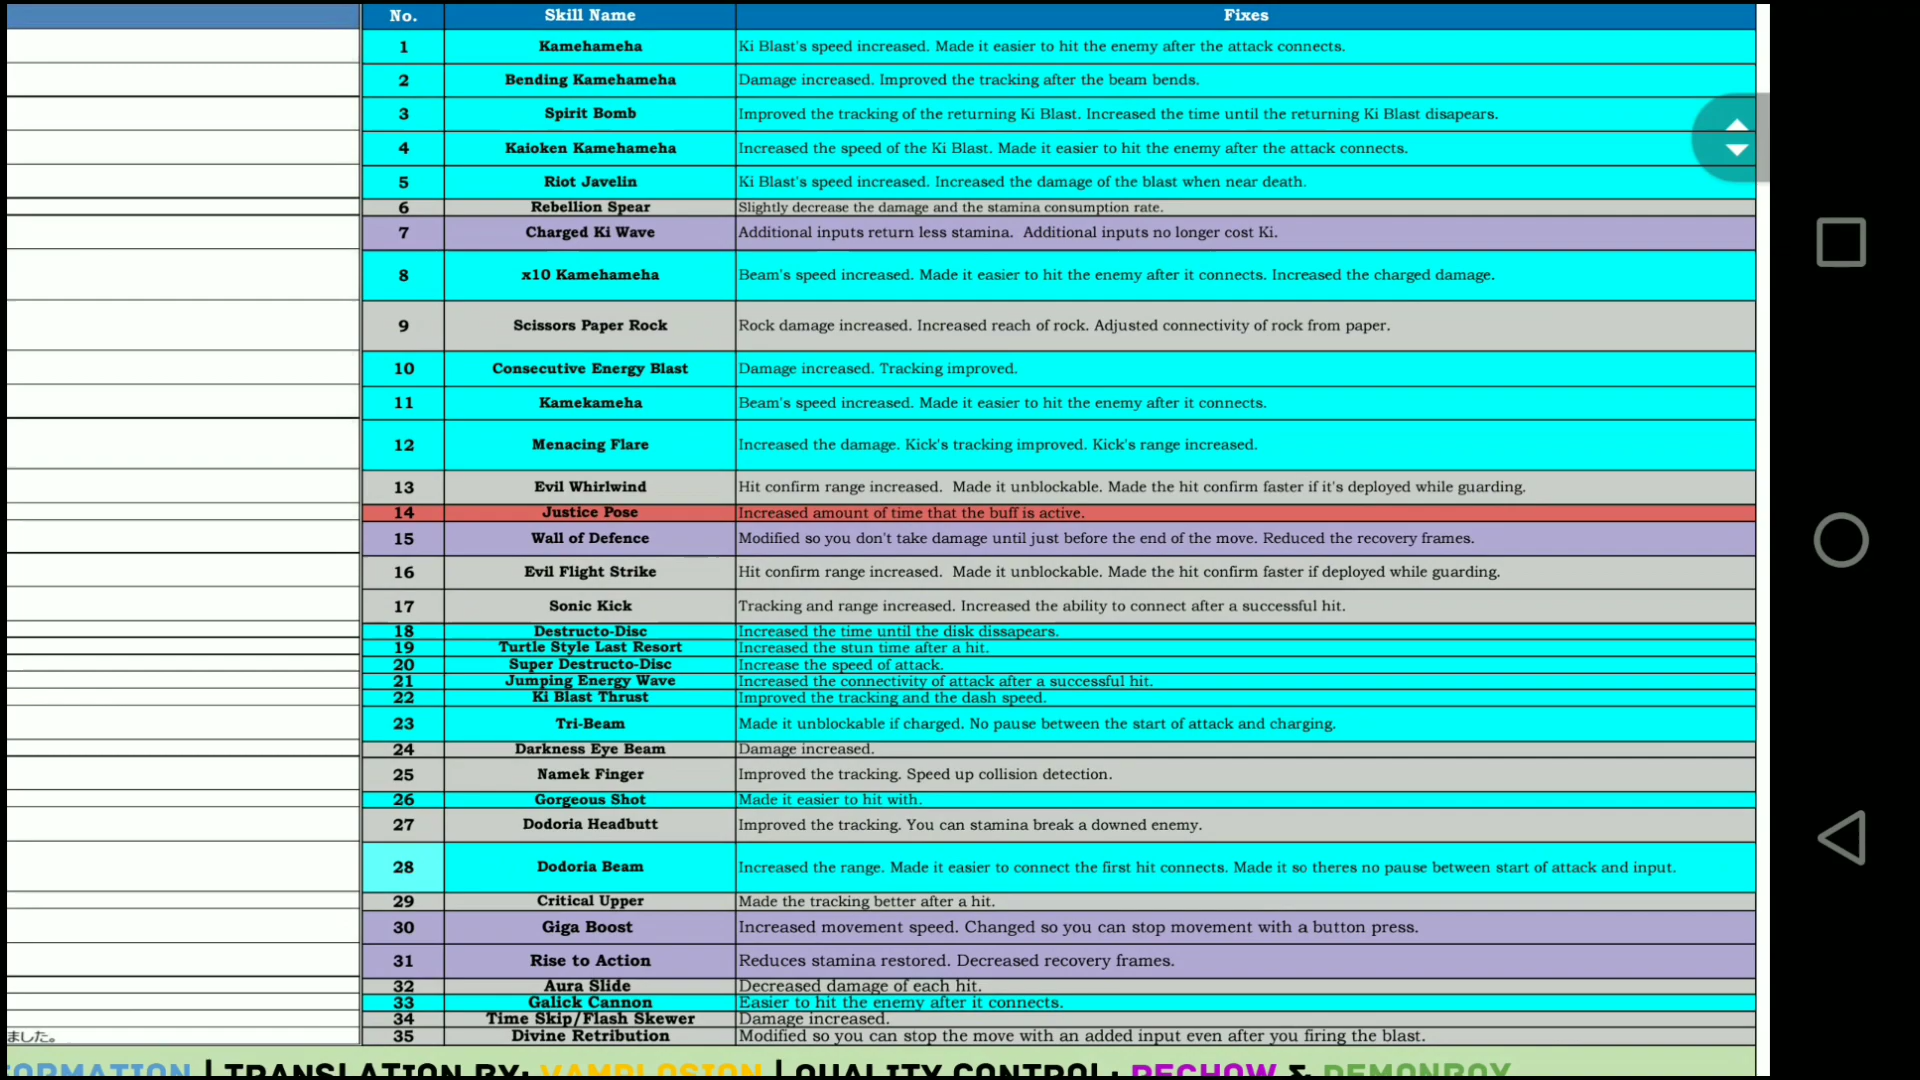 No. Skill Name Fixes
1 Kamehameha Ki Blast's speed increased. Made it easier to hit the enemy after the attack connects.
2 Bending Kamehameha Damage increased. Improved the tracking after the beam bends.
3 Spirit Bomb Improved the tracking of the returning Ki Blast. Increased the time until the returning Ki Blast disapears.
4 Kaioken Kamehameha Increased the speed of the Ki Blast. Made it easier to hit the enemy after the attack connects.
5 Riot Javelin Ki Blast's speed increased. Increased the damage of the blast when near death.
6 Rebellion Spear Slightly decrease the damage and the stamina consumption rate.
7 Charged Ki Wave Additional inputs return less stamina. Additional inputs no longer cost Ki.
8 x10 Kamehameha Beam's speed increased. Made it easier to hit the enemy after it connects. Increased the charged damage.
9 Scissors Paper Rock Rock damage increased. Increased reach of rock. Adjusted connectivity of rock from paper.
10 Consecutive Energy Blast Damage increased. Tracking improved.
11 Kamekameha Beam's speed increased. Made it easier to hit the enemy after it connects.
12 Menacing Flare Increased the damage. Kick's tracking improved. Kick's range increased.
13 Evil Whirlwind Hit confirm range increased. Made it unblockable. Made the hit confirm faster if it's deployed while guarding.
14 Justice Pose Increased amount of time that the buff is active.
15 Wall of Defence Modified so you don't take damage until just before the end of the move. Reduced the recovery frames.
16 Evil Flight Strike Hit confirm range increased. Made it unblockable. Made the hit confirm faster if deployed while guarding.
17 Sonic Kick Tracking and range increased. Increased the ability to connect after a successful hit.
18 Destructo-Disc Increased the time until the disk dissapears.
19 Turtle Style Last Resort Increased the stun time after a hit.
20 Super Destructo-Disc Increase the speed of attack.
21 Jumping Energy Wave Increased the connectivity of attack after a successful hit.
22 Ki Blast Thrust Improved the tracking and the dash speed.
23 Tri-Beam Made it unblockable if charged. No pause between the start of attack and charging.
24 Darkness Eye Beam Damage increased.
25 Namek Finger Improved the tracking. Speed up collision detection.
26 Gorgeous Shot Made it easier to hit with.
27 Dodoria Headbutt Improved the tracking. You can stamina break a downed enemy.
28 Dodoria Beam Increased the range. Made it easier to connect the first hit connects. Made it so theres no pause between start of attack and input.
29 Critical Upper Made the tracking better after a hit.
30 Giga Boost Increased movement speed. Changed so you can stop movement with a button press.
31 Rise to Action Reduces stamina restored. Decreased recovery frames.
32 Aura Slide Decreased damage of each hit.
33 Galick Cannon Easier to hit the enemy after it connects.
34 Time Skip/Flash Skewer Damage increased.
ました。 35 Divine Retribution Modified so you can stop the move with an added input even after you firing the blast.
ORMATION | TRANSLATION BY: VAMPLOSION | QUALITY CONTROL: PECHOW & DEMONBOY